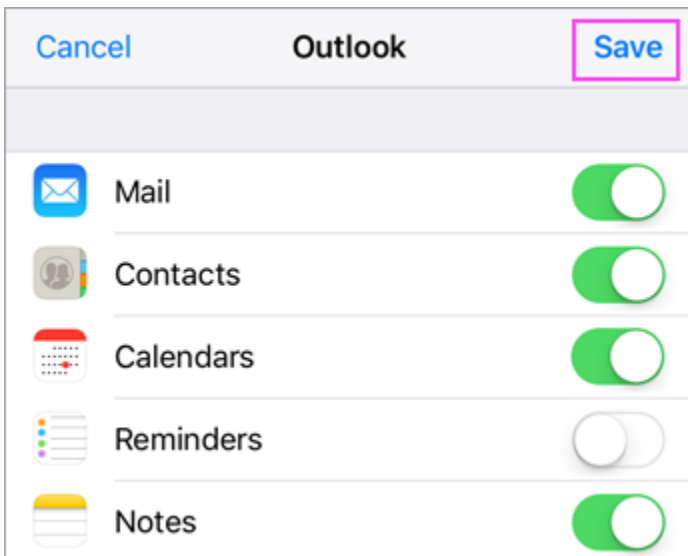 Cancel Outlook Save
Mail
Contacts
Calendars
Reminders
Notes